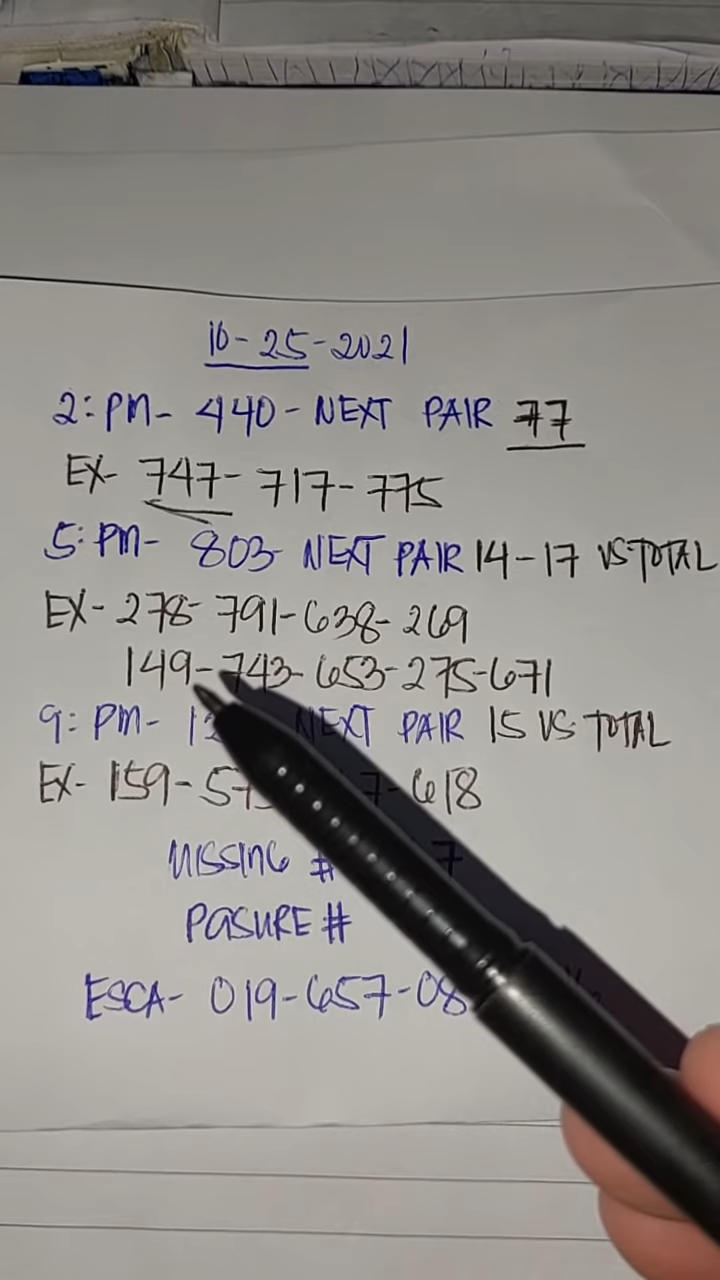 10-25-2021
2:PM- 440- NEXT PAIR 77
EX- 747- 717- 775
5:PM- 803- NEXT PAIR 14-17 VS TOTAL
EX- 278- 791- 638- 269
149- 743- 653- 275- 671
9:PM- NEXT PAIR 15 VS TOTAL
EX- 159- 618
MISSING # 7
PASURE #
ESCA- 019- 657-